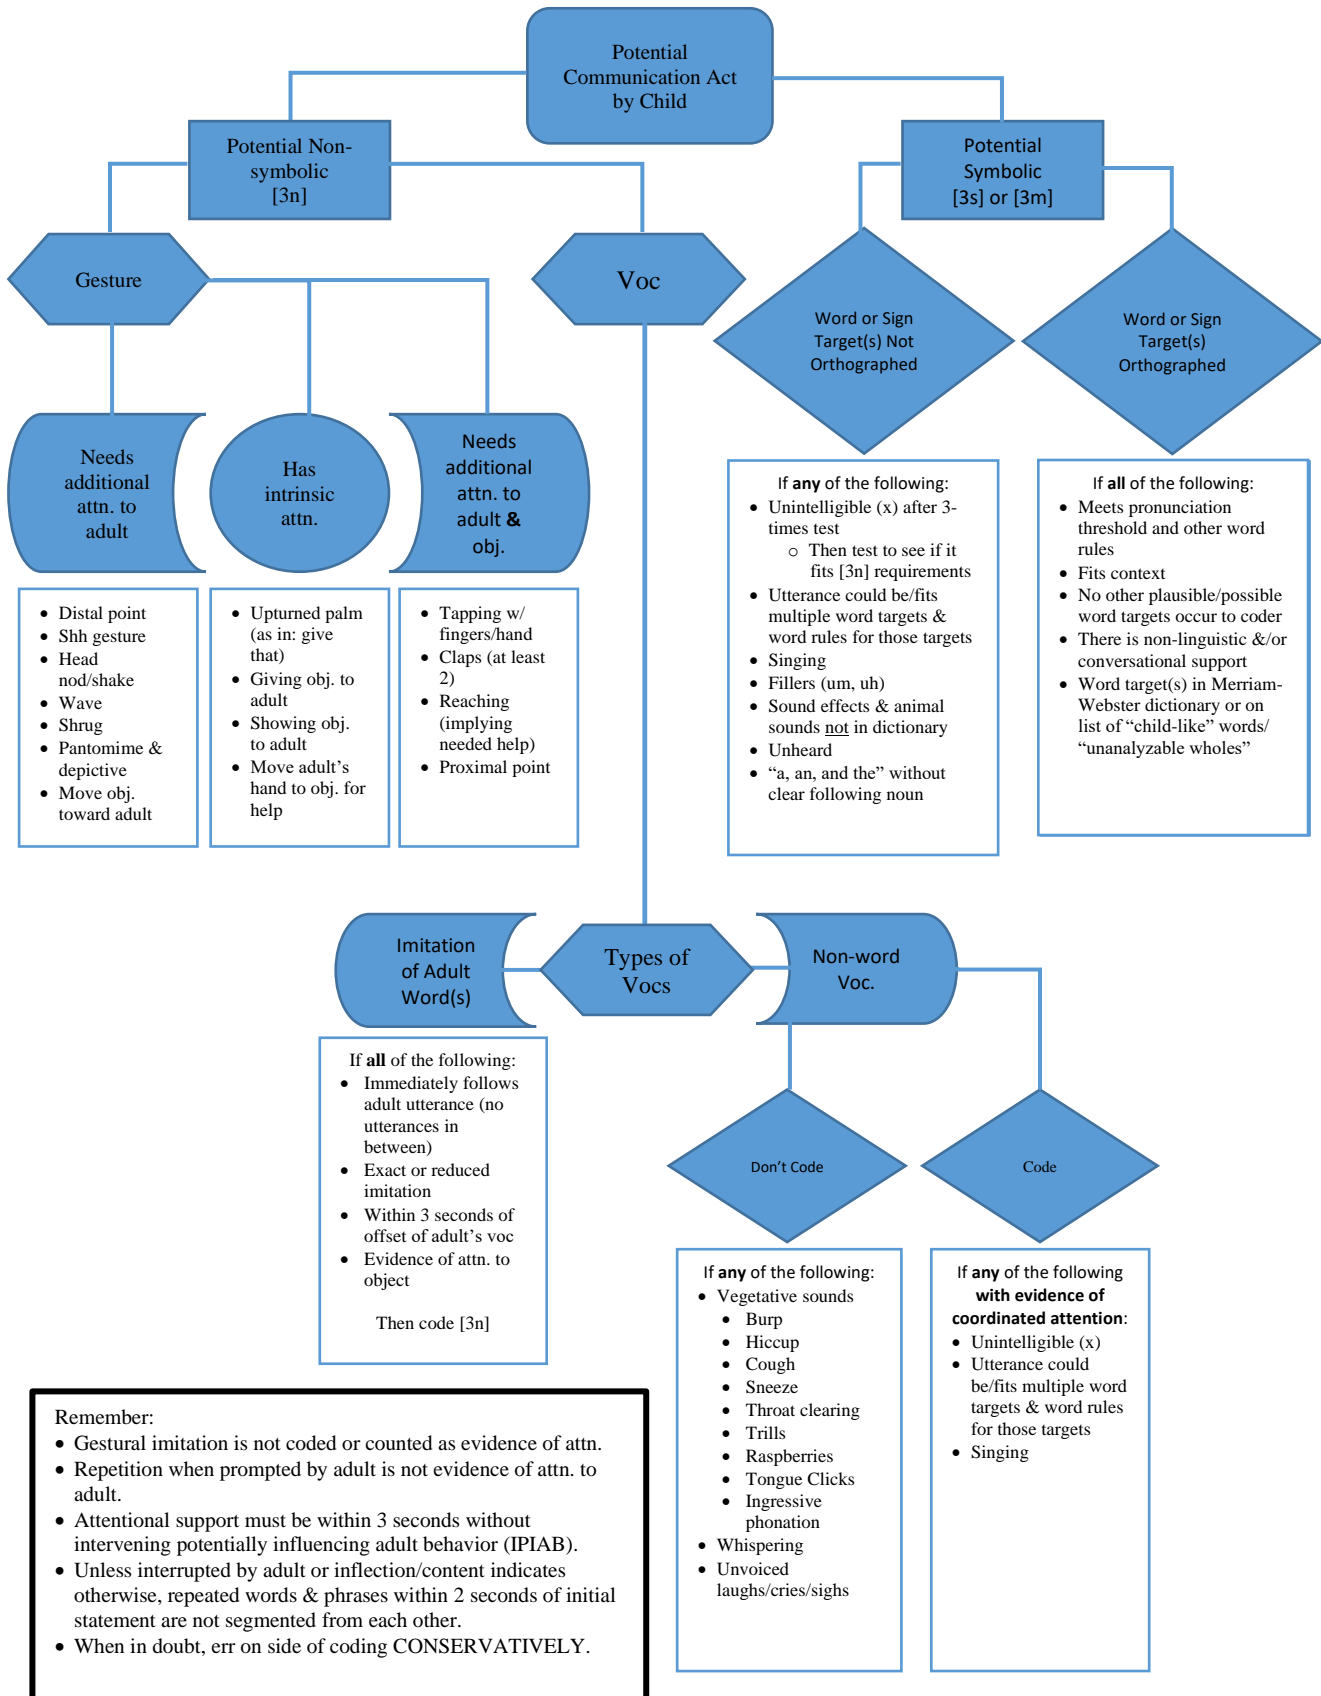 Potential
Communication Act
by Child
Potential Non-
symbolic
[3n]
Potential
Symbolic
[3s] or [3m]
Gesture
Voc
Word or Sign
Target(s) Not
Orthographed
Word or Sign
Target(s)
Orthographed
Needs
additional
attn. to
adult
Has
intrinsic
attn.
Needs
additional
attn. to
adult &
obj.
• Distal point
• Shh gesture
• Head
nod/shake
• Wave
• Shrug
• Pantomime &
depictive
• Move obj.
toward adult
• Upturned palm
(as in: give
that)
• Giving obj. to
adult
• Showing obj.
to adult
• Move adult's
hand to obj. for
help
• Tapping w/
fingers/hand
• Claps (at least
2)
• Reaching
(implying
needed help)
• Proximal point
If any of the following:
• Unintelligible (x) after 3-
times test
o Then test to see if it
fits [3n] requirements
• Utterance could be/fits
multiple word targets &
word rules for those targets
• Singing
• Fillers (um, uh)
• Sound effects & animal
sounds not in dictionary
• Unheard
• “a, an, and the” without
clear following noun
If all of the following:
• Meets pronunciation
threshold and other word
rules
• Fits context
• No other plausible/possible
word targets occur to coder
• There is non-linguistic &/or
conversational support
• Word target(s) in Merriam-
Webster dictionary or on
list of “child-like” words/
“unanalyzable wholes”
Imitation
of Adult
Word(s)
Types of
Vocs
Non-word
Voc.
If all of the following:
• Immediately follows
adult utterance (no
utterances in
between)
• Exact or reduced
imitation
• Within 3 seconds of
offset of adult's voc
• Evidence of attn. to
object
Then code [3n]
Don't Code
Code
If any of the following:
• Vegetative sounds
• Burp
• Hiccup
• Cough
• Sneeze
• Throat clearing
• Trills
• Raspberries
• Tongue Clicks
• Ingressive
phonation
• Whispering
• Unvoiced
laughs/cries/sighs
If any of the following
with evidence of
coordinated attention:
• Unintelligible (x)
• Utterance could
be/fits multiple word
targets & word rules
for those targets
• Singing
Remember:
• Gestural imitation is not coded or counted as evidence of attn.
• Repetition when prompted by adult is not evidence of attn. to
adult.
• Attentional support must be within 3 seconds without
intervening potentially influencing adult behavior (IPIAB).
• Unless interrupted by adult or inflection/content indicates
otherwise, repeated words & phrases within 2 seconds of initial
statement are not segmented from each other.
• When in doubt, err on side of coding CONSERVATIVELY.